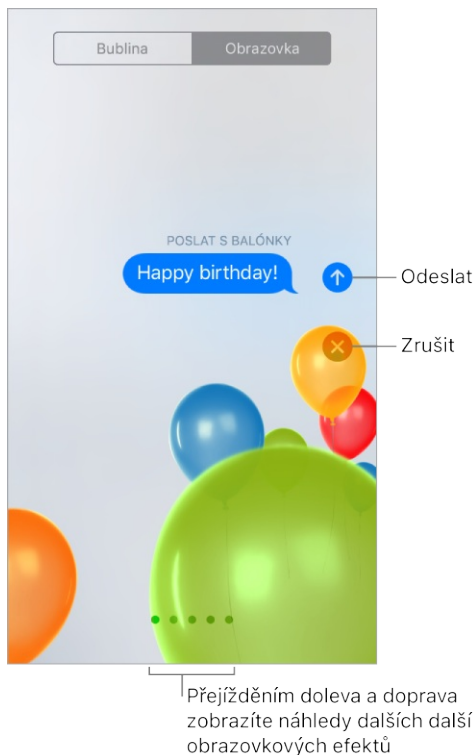 Bublina
Obrazovka
POSLAT S BALÓNKY
Happy birthday!
Odeslat
Zrušit
Přejížděním doleva a doprava
zobrazíte náhledy dalších další
obrazovkových efektů